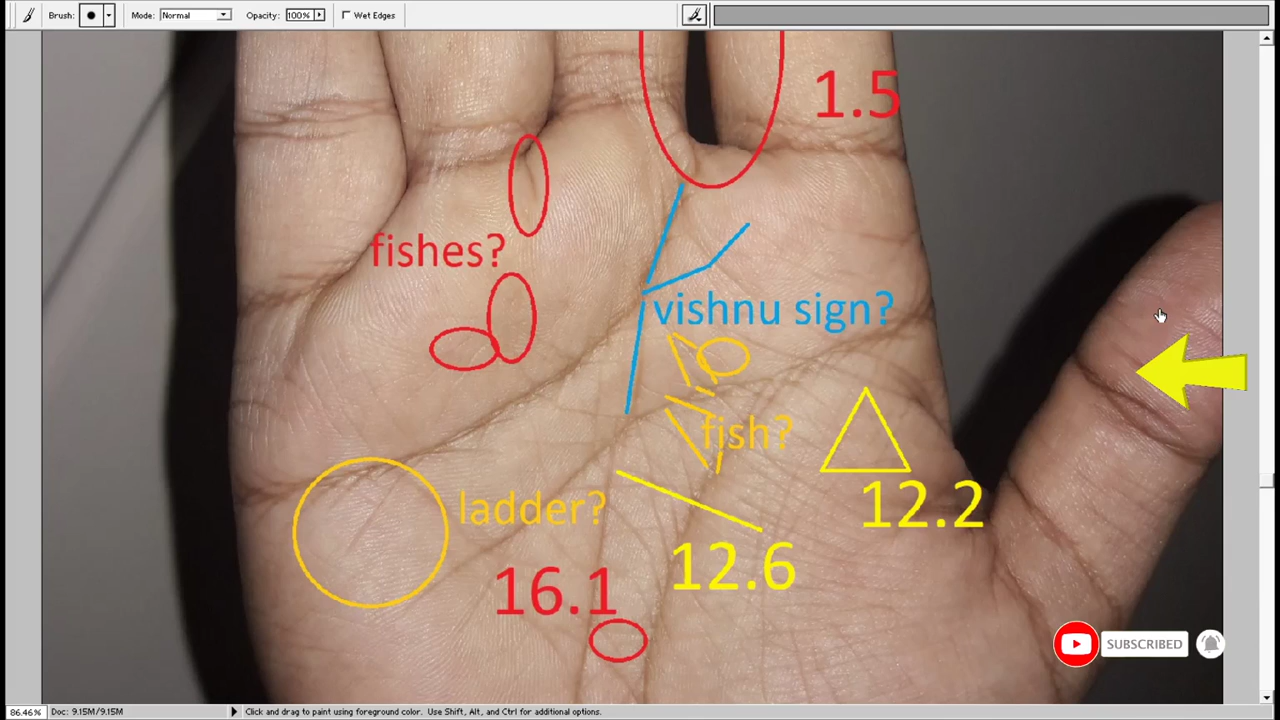 Brush:
Mode: Normal
Opacity: 100%
Wet Edges
1.5
fishes?
vishnu sign?
fish?
ladder?
12.2
12.6
16.1
SUBSCRIBED
86.46%
Doc: 9.15M/9.15M
Click and drag to paint using foreground color. Use Shift, Alt, and Ctrl for additional options.